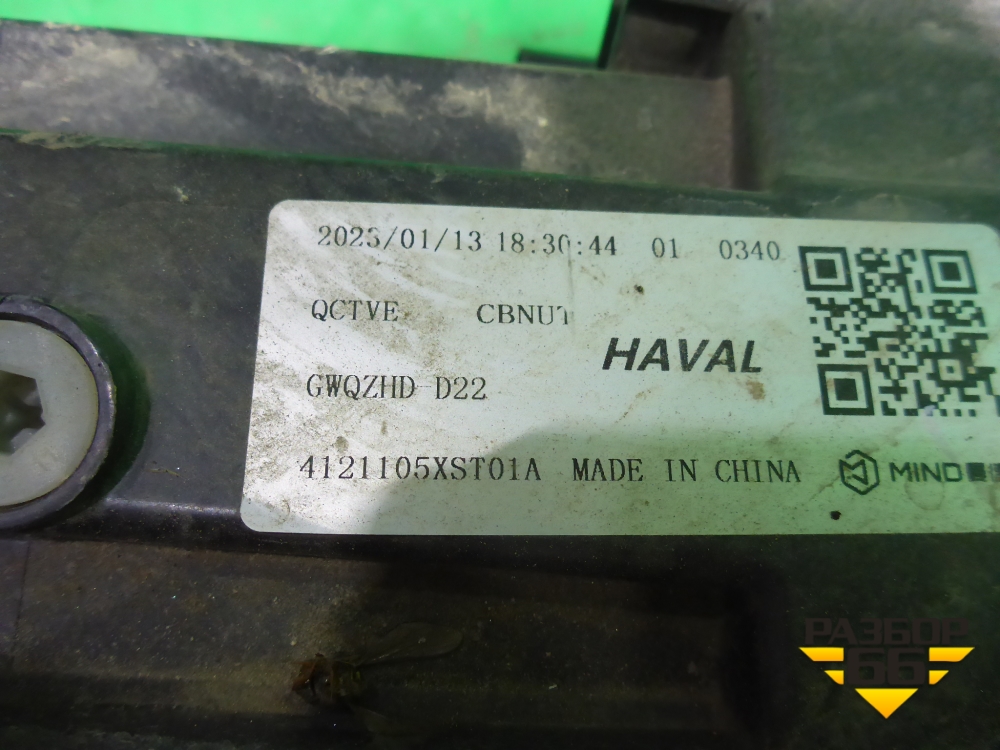 2023/01/13 18:30:44 01 0340
QCTVE CBNUT
HAVAL
GWQZHD D22
4121105XST01A MADE IN CHINA MIND
РАЗБОР
66